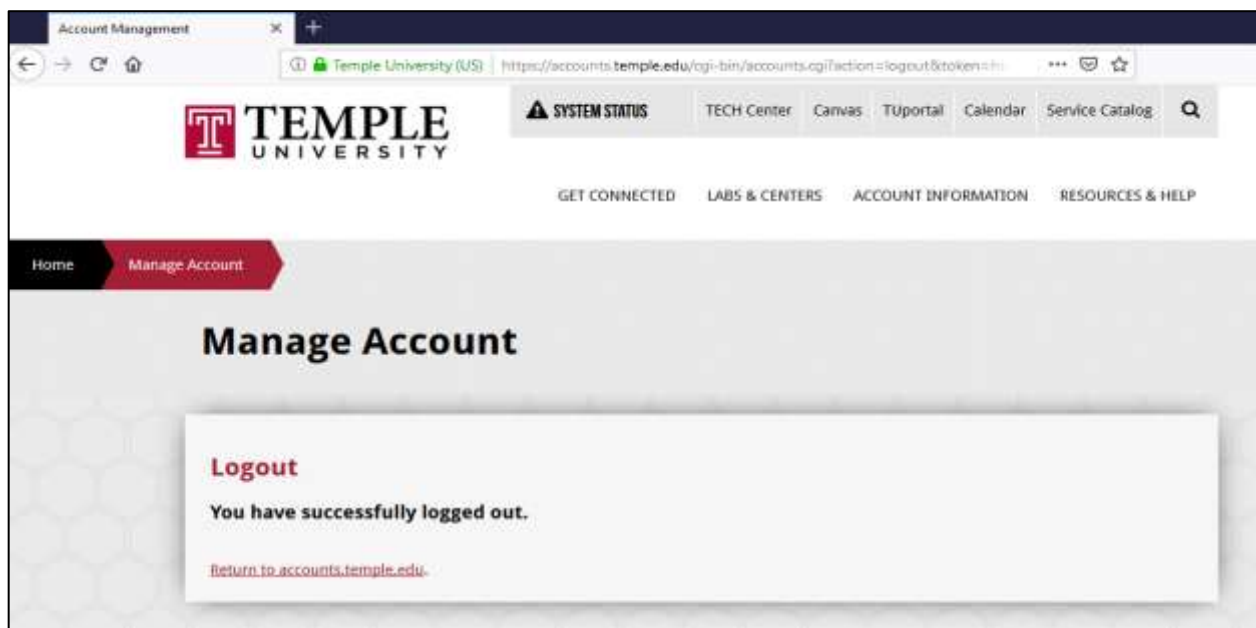 Account Management
Temple University (US) https://accounts.temple.edu/cgi-bin/accounts.cgi?action=logout&token=
TEMPLE
UNIVERSITY
SYSTEM STATUS TECH Center Canvas TUportal Calendar Service Catalog
GET CONNECTED LABS & CENTERS ACCOUNT INFORMATION RESOURCES & HELP
Home Manage Account
Manage Account
Logout
You have successfully logged out.
Return to accounts.temple.edu.